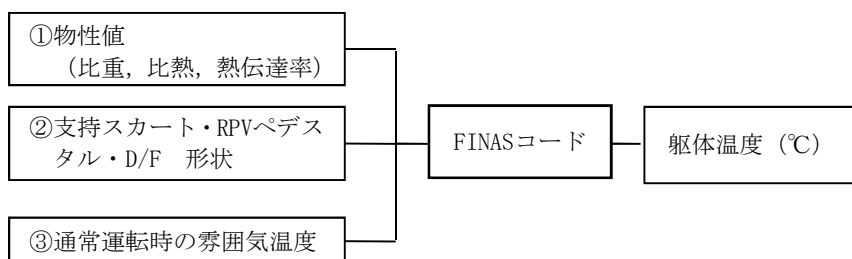 ①物性値
（比重，比熱，熱伝達率）
②支持スカート・RPVペデス
タル・D/F　形状
FINASコード
躯体温度（℃）
③通常運転時の雰囲気温度